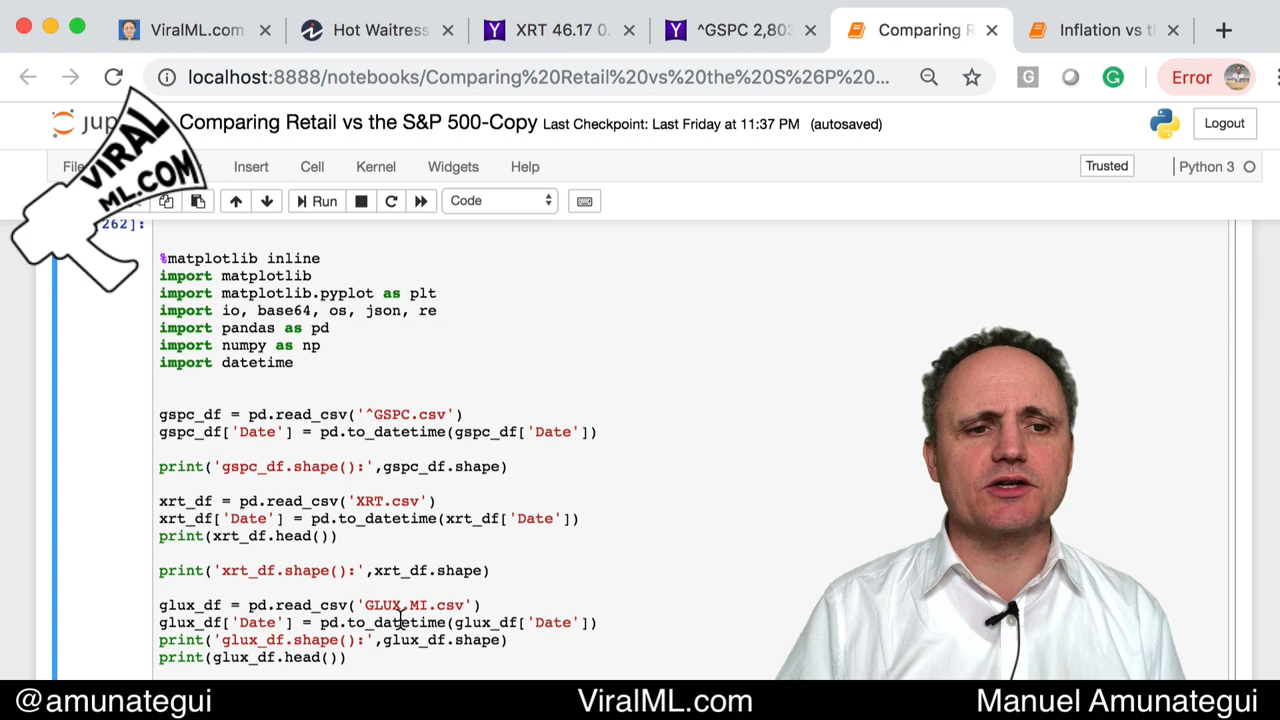 ViralML.com
Hot Waitress
XRT 46.17 0.
^GSPC 2,803
Comparing R
Inflation vs t
localhost:8888/notebooks/Comparing%20Retail%20vs%20the%20S%26P%20...
G
G
Error
jup
Comparing Retail vs the S&P 500-Copy Last Checkpoint: Last Friday at 11:37 PM (autosaved)
Logout
VIRAL
ML.COM
File
Insert
Cell
Kernel
Widgets
Help
Trusted
Python 3
Run
Code
262]:
%matplotlib inline
import matplotlib
import matplotlib.pyplot as plt
import io, base64, os, json, re
import pandas as pd
import numpy as np
import datetime
gspc_df = pd.read_csv('^GSPC.csv')
gspc_df['Date'] = pd.to_datetime(gspc_df['Date'])
print('gspc_df.shape():',gspc_df.shape)
xrt_df = pd.read_csv('XRT.csv')
xrt_df['Date'] = pd.to_datetime(xrt_df['Date'])
print(xrt_df.head())
print('xrt_df.shape():',xrt_df.shape)
glux_df = pd.read_csv('GLUX.MI.csv')
glux_df['Date'] = pd.to_datetime(glux_df['Date'])
print('glux_df.shape():',glux_df.shape)
print(glux_df.head())
@amunategui
ViralML.com
Manuel Amunategui